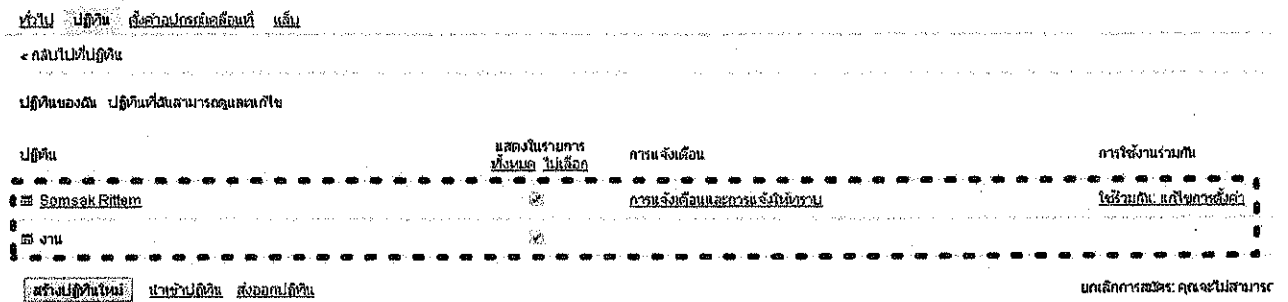 ทั่วไป ปฏิทิน ตั้งค่าอุปกรณ์เคลื่อนที่ แล็บ
« กลับไปที่ปฏิทิน
ปฏิทินของฉัน ปฏิทินที่ฉันสามารถดูและแก้ไข
ปฏิทิน แสดงในรายการ การแจ้งเตือน การใช้งานร่วมกัน
ทั้งหมด ไม่เลือก
Somsak Rittem การแจ้งเตือนและการแจ้งให้ทราบ ใช้ร่วมกัน: แก้ไขการตั้งค่า
งาน
สร้างปฏิทินใหม่ นำเข้าปฏิทิน ส่งออกปฏิทิน ยกเลิกการสมัคร: คุณจะไม่สามารถ